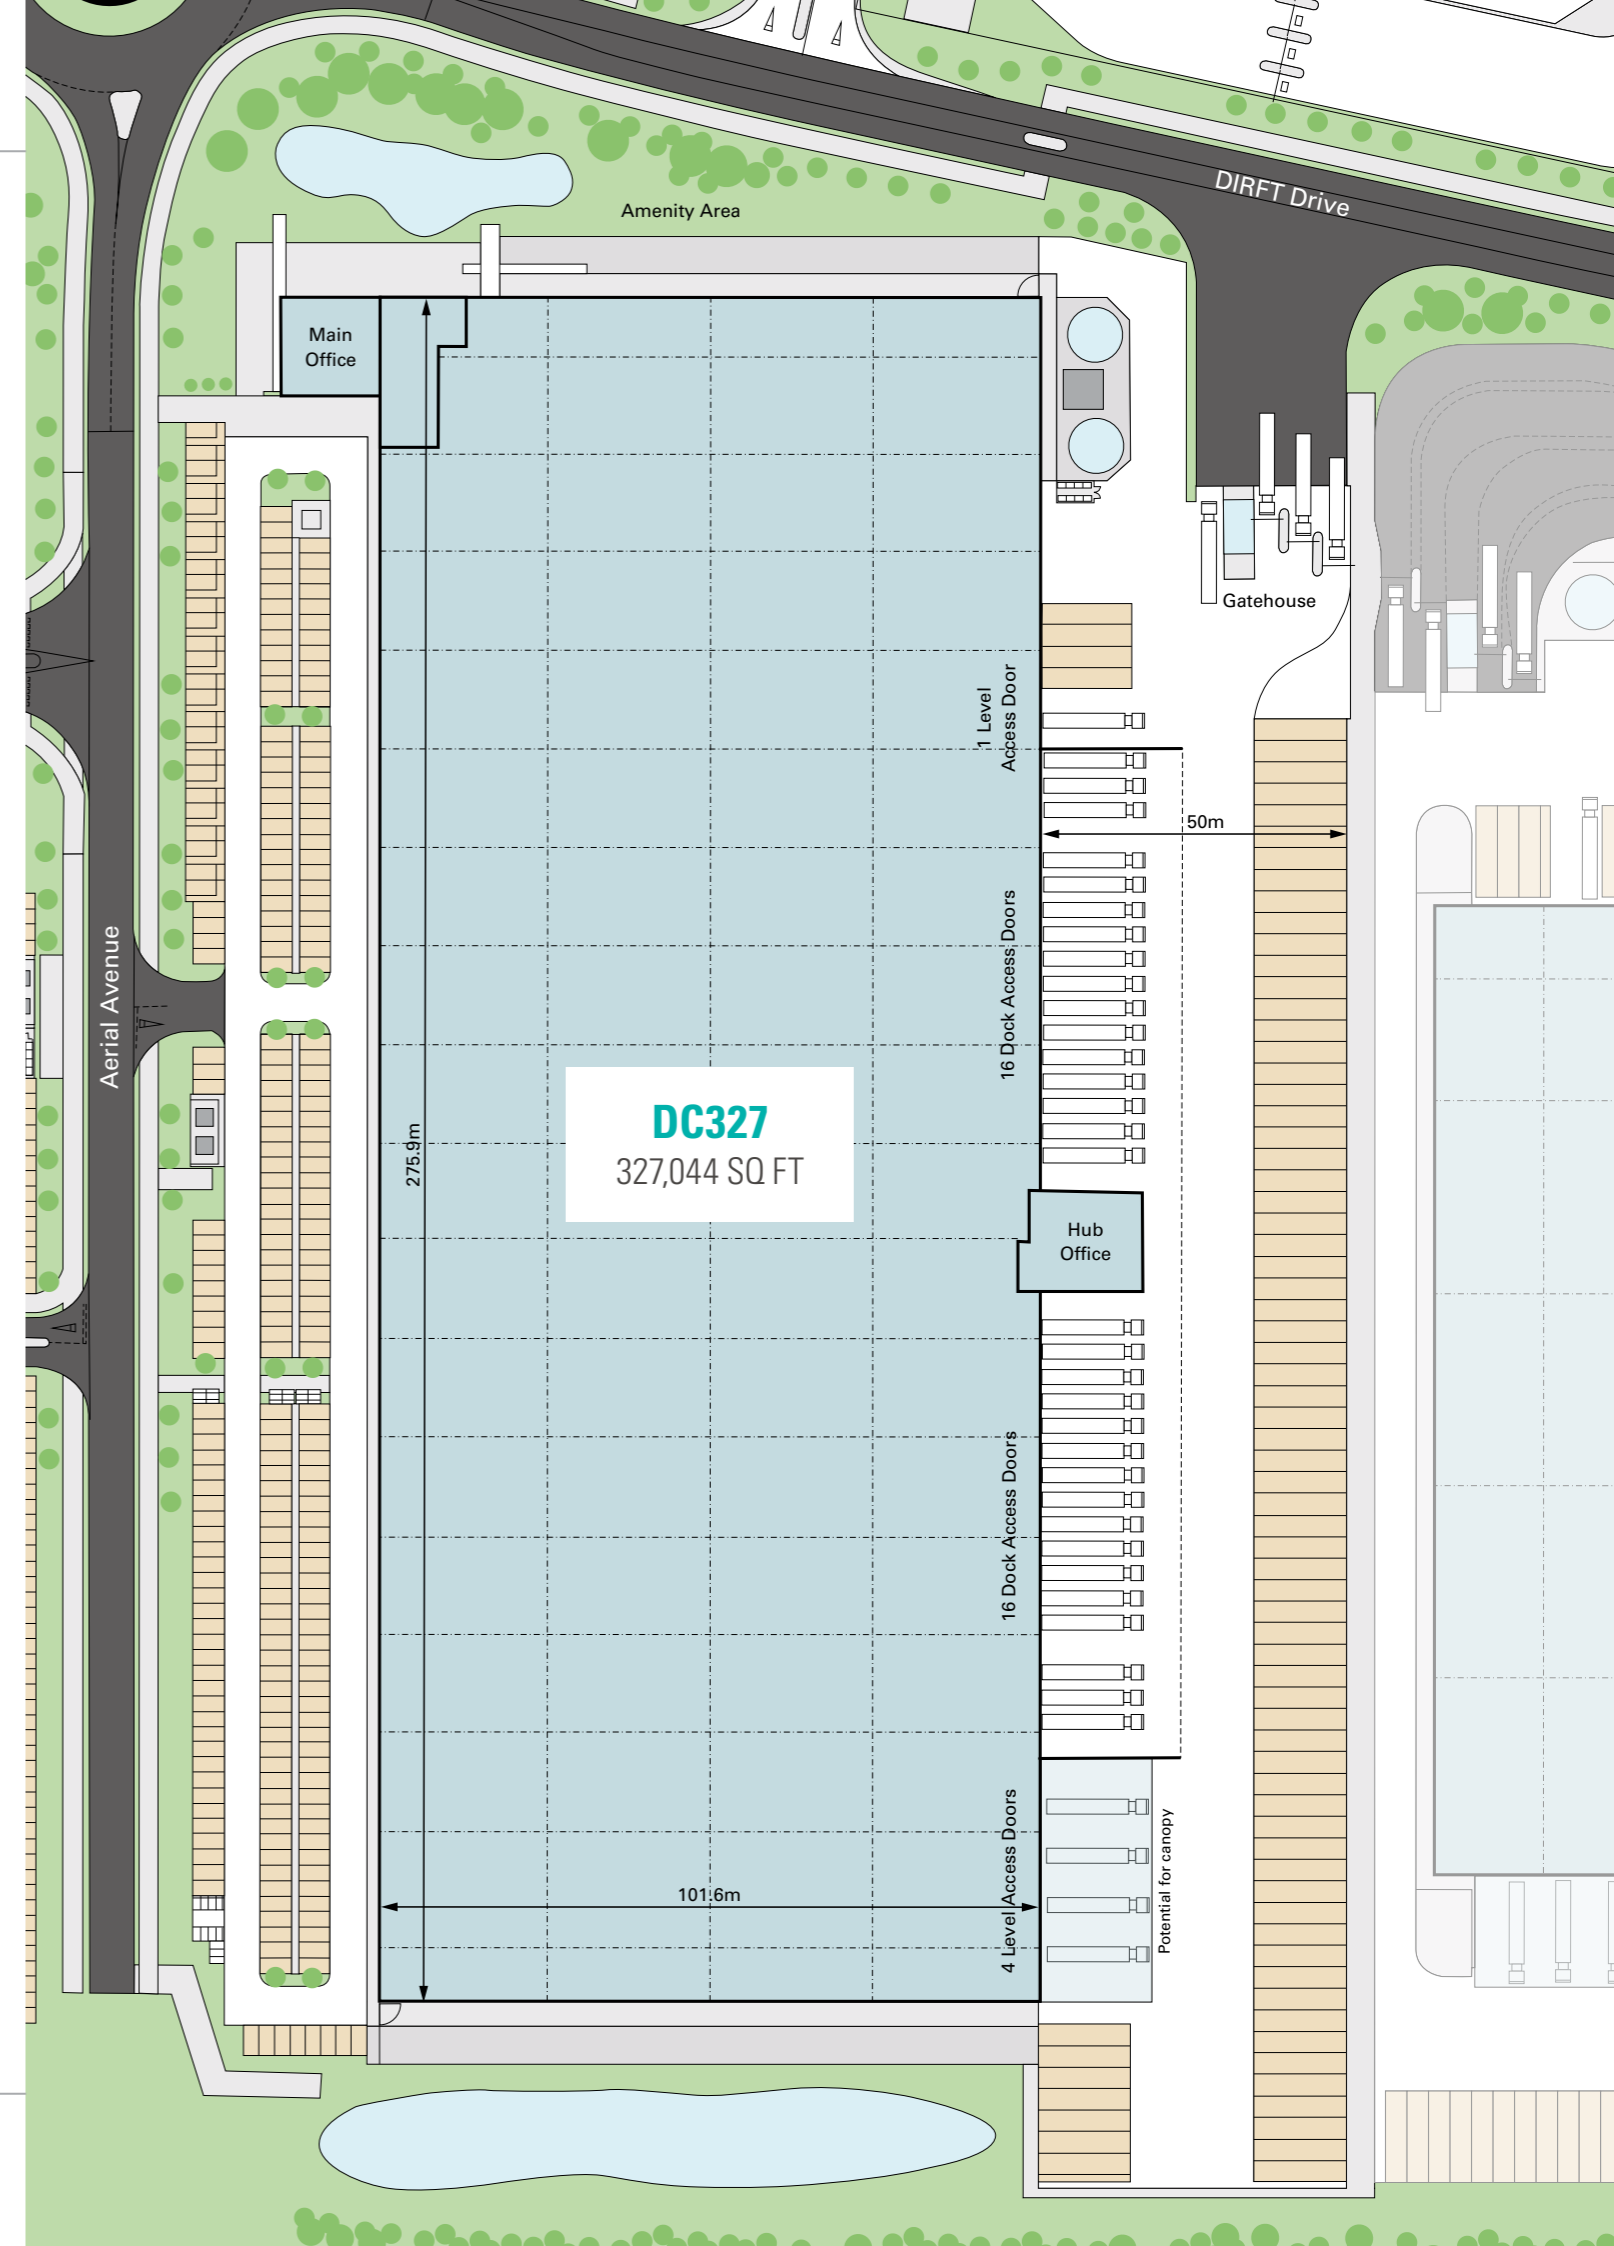 DIRFT Drive
Amenity Area
Main
Office
Gatehouse
1 Level
Access Door
50m
16 Dock Access Doors
Aerial Avenue
DC327
327,044 SQ FT
275.9m
Hub
Office
16 Dock Access Doors
4 Level Access Doors
Potential for canopy
101.6m